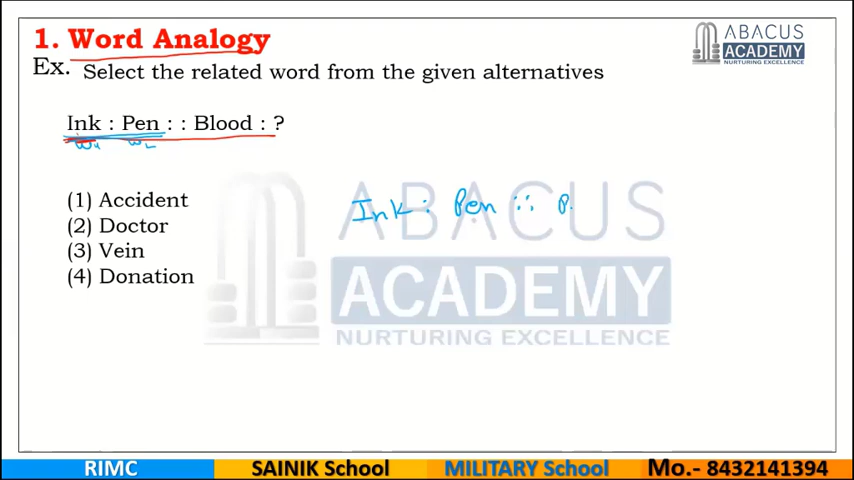 1. Word Analogy
ABACUS
ACADEMY
NURTURING EXCELLENCE
Ex. Select the related word from the given alternatives
Ink : Pen : : Blood : ?
W1 W2
(1) Accident
(2) Doctor
(3) Vein
(4) Donation
Ink : Pen :: P
ABACUS
ACADEMY
NURTURING EXCELLENCE
RIMC SAINIK School MILITARY School Mo.- 8432141394